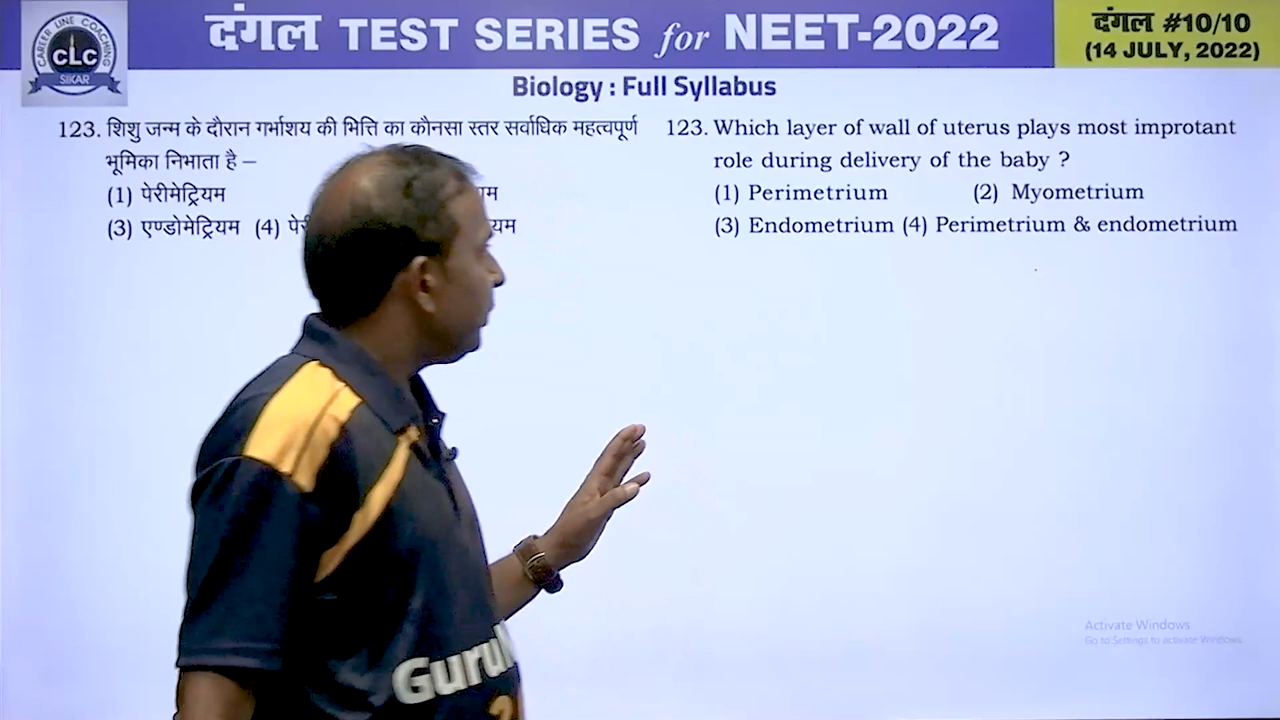 CAREER LINE COACHING
CLC
SIKAR
दंगल TEST SERIES for NEET-2022
दंगल #10/10
(14 JULY, 2022)
Biology : Full Syllabus
123. शिशु जन्म के दौरान गर्भाशय की भित्ति का कौनसा स्तर सर्वाधिक महत्वपूर्ण
भूमिका निभाता है –
(1) पेरीमेट्रियम
(3) एण्डोमेट्रियम (4)
123. Which layer of wall of uterus plays most improtant
role during delivery of the baby ?
(1) Perimetrium (2) Myometrium
(3) Endometrium (4) Perimetrium & endometrium
Activate Windows
Go to Settings to activate Windows.